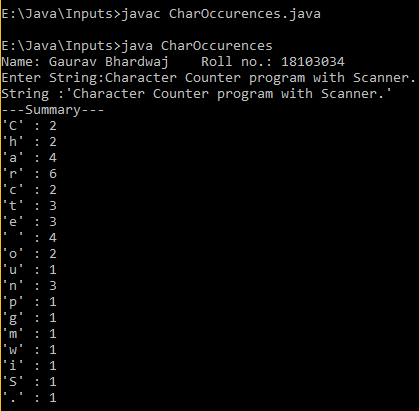 E:\Java\Inputs>javac CharOccurences.java
E:\Java\Inputs>java CharOccurences
Name: Gaurav Bhardwaj    Roll no.: 18103034
Enter String:Character Counter program with Scanner.
String :'Character Counter program with Scanner.'
---Summary---
'C' : 2
'h' : 2
'a' : 4
'r' : 6
'c' : 2
't' : 3
'e' : 3
' ' : 4
'o' : 2
'u' : 1
'n' : 3
'p' : 1
'g' : 1
'm' : 1
'w' : 1
'i' : 1
'S' : 1
'.' : 1